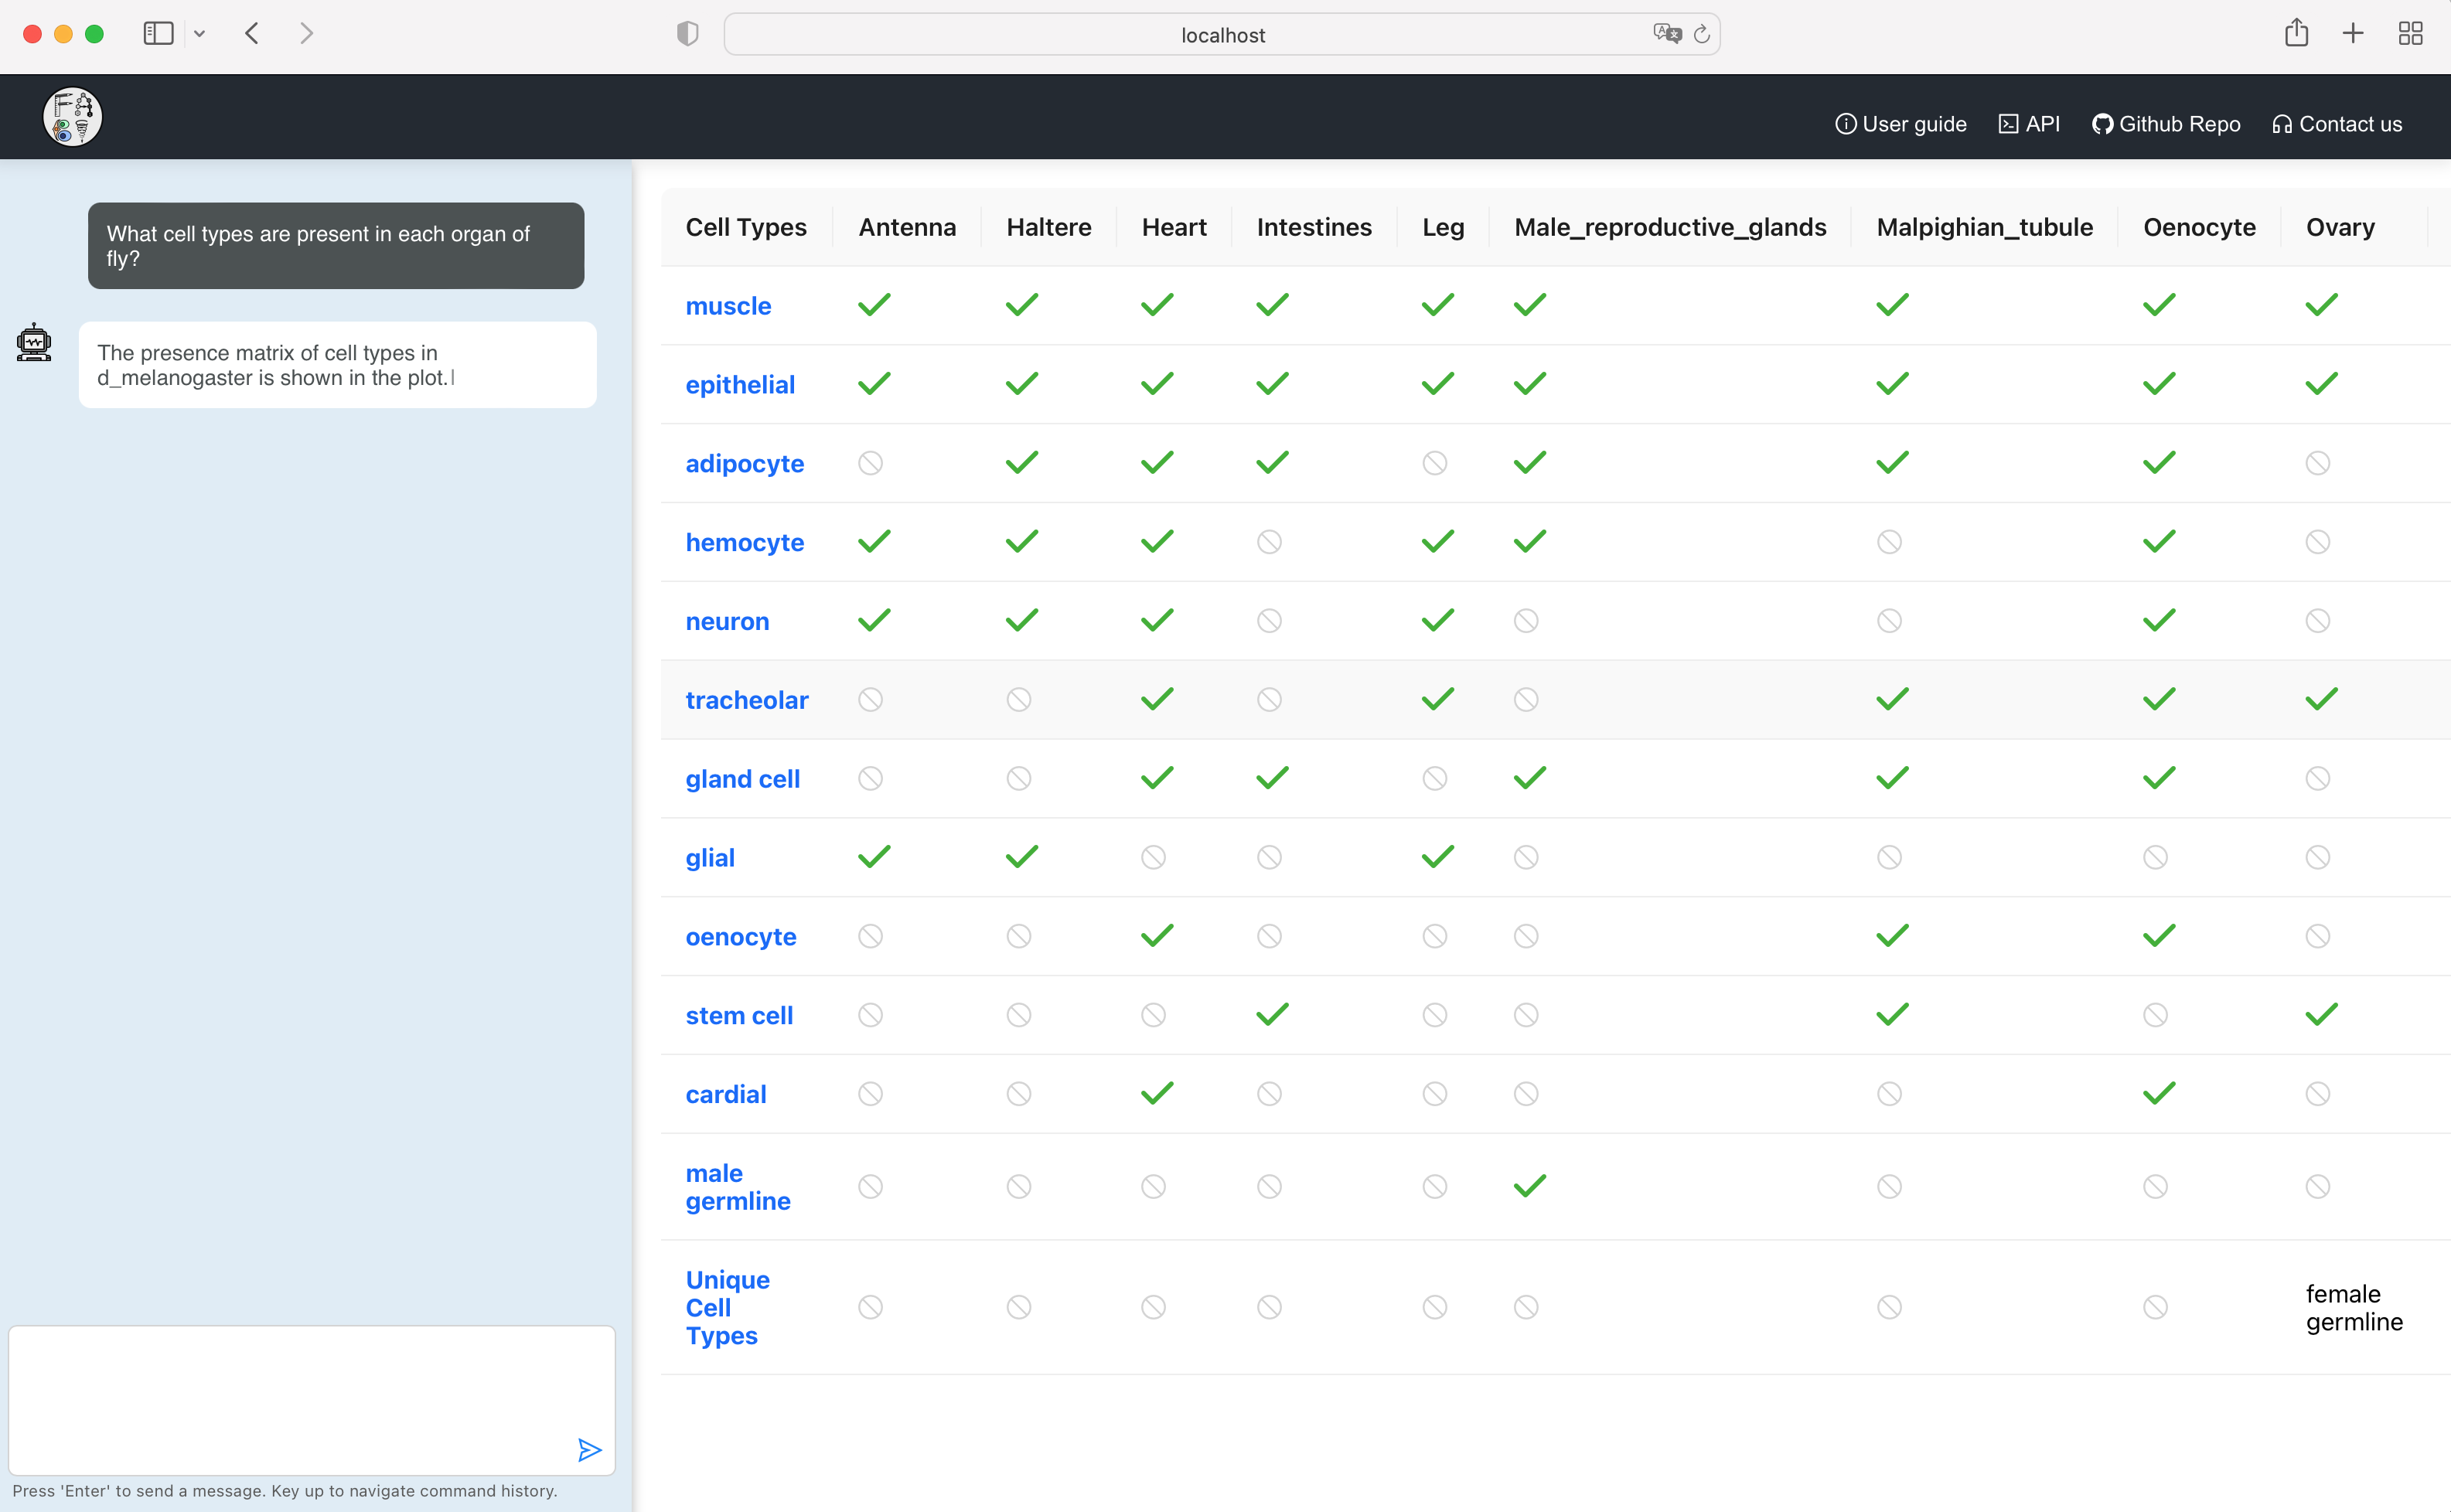 localhost
User guide API Github Repo Contact us
What cell types are present in each organ of
fly?
The presence matrix of cell types in
d_melanogaster is shown in the plot.
Cell Types Antenna Haltere Heart Intestines Leg Male_reproductive_glands Malpighian_tubule Oenocyte Ovary
muscle
epithelial
adipocyte
hemocyte
neuron
tracheolar
gland cell
glial
oenocyte
stem cell
cardial
male
germline
Unique
Cell
Types
female
germline
Press 'Enter' to send a message. Key up to navigate command history.